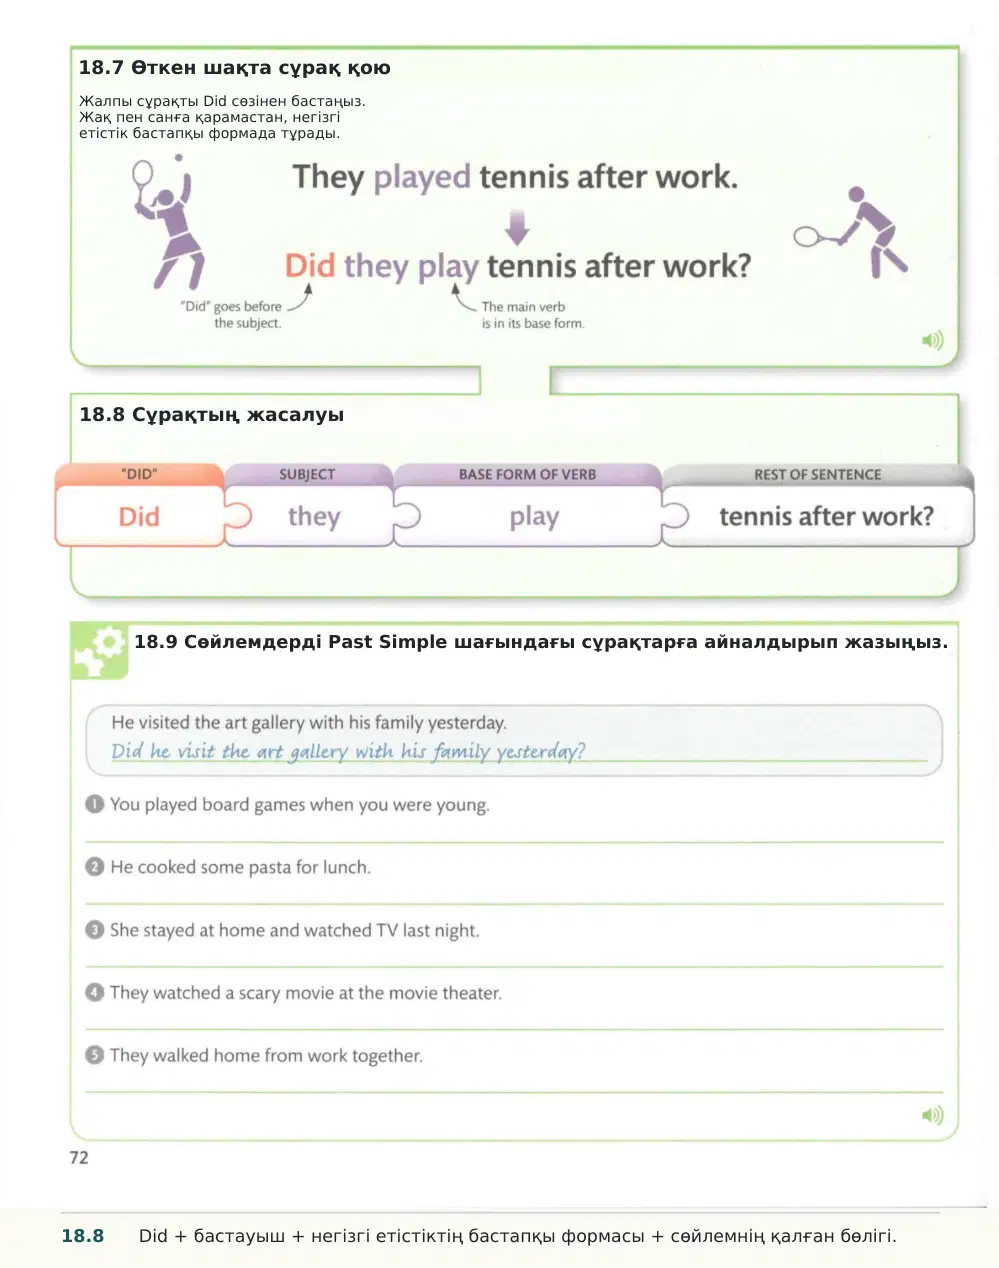 18.7 Өткен шақта сұрақ қою
Жалпы сұрақты Did сөзінен бастаңыз.
Жақ пен санға қарамастан, негізгі
етістік бастапқы формада тұрады.
They played tennis after work.
Did they play tennis after work?
"Did" goes before
the subject.
The main verb
is in its base form.
18.8 Сұрақтың жасалуы
"DID" SUBJECT BASE FORM OF VERB REST OF SENTENCE
Did they play tennis after work?
18.9 Сөйлемдерді Past Simple шағындағы сұрақтарға айналдырып жазыңыз.
He visited the art gallery with his family yesterday.
Did he visit the art gallery with his family yesterday?
1 You played board games when you were young.
2 He cooked some pasta for lunch.
3 She stayed at home and watched TV last night.
4 They watched a scary movie at the movie theater.
5 They walked home from work together.
72
18.8 Did + бастауыш + негізгі етістіктің бастапқы формасы + сөйлемнің қалған бөлігі.